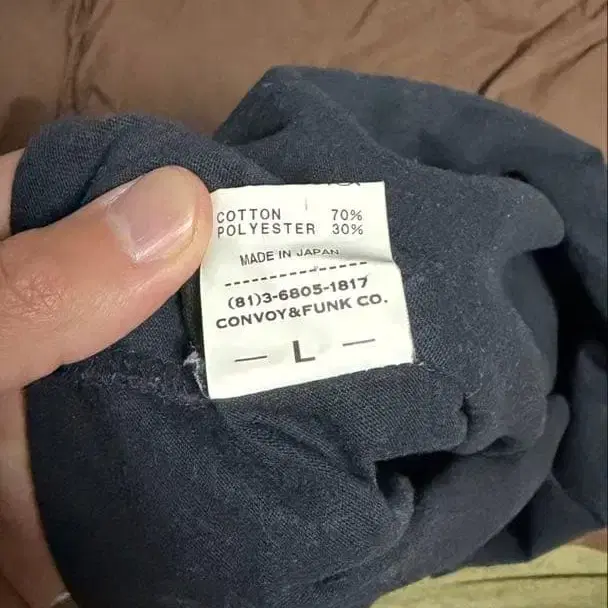 COTTON 70%
POLYESTER 30%
MADE IN JAPAN
(81)3-6805-1817
CONVOY&FUNK CO.
— L —